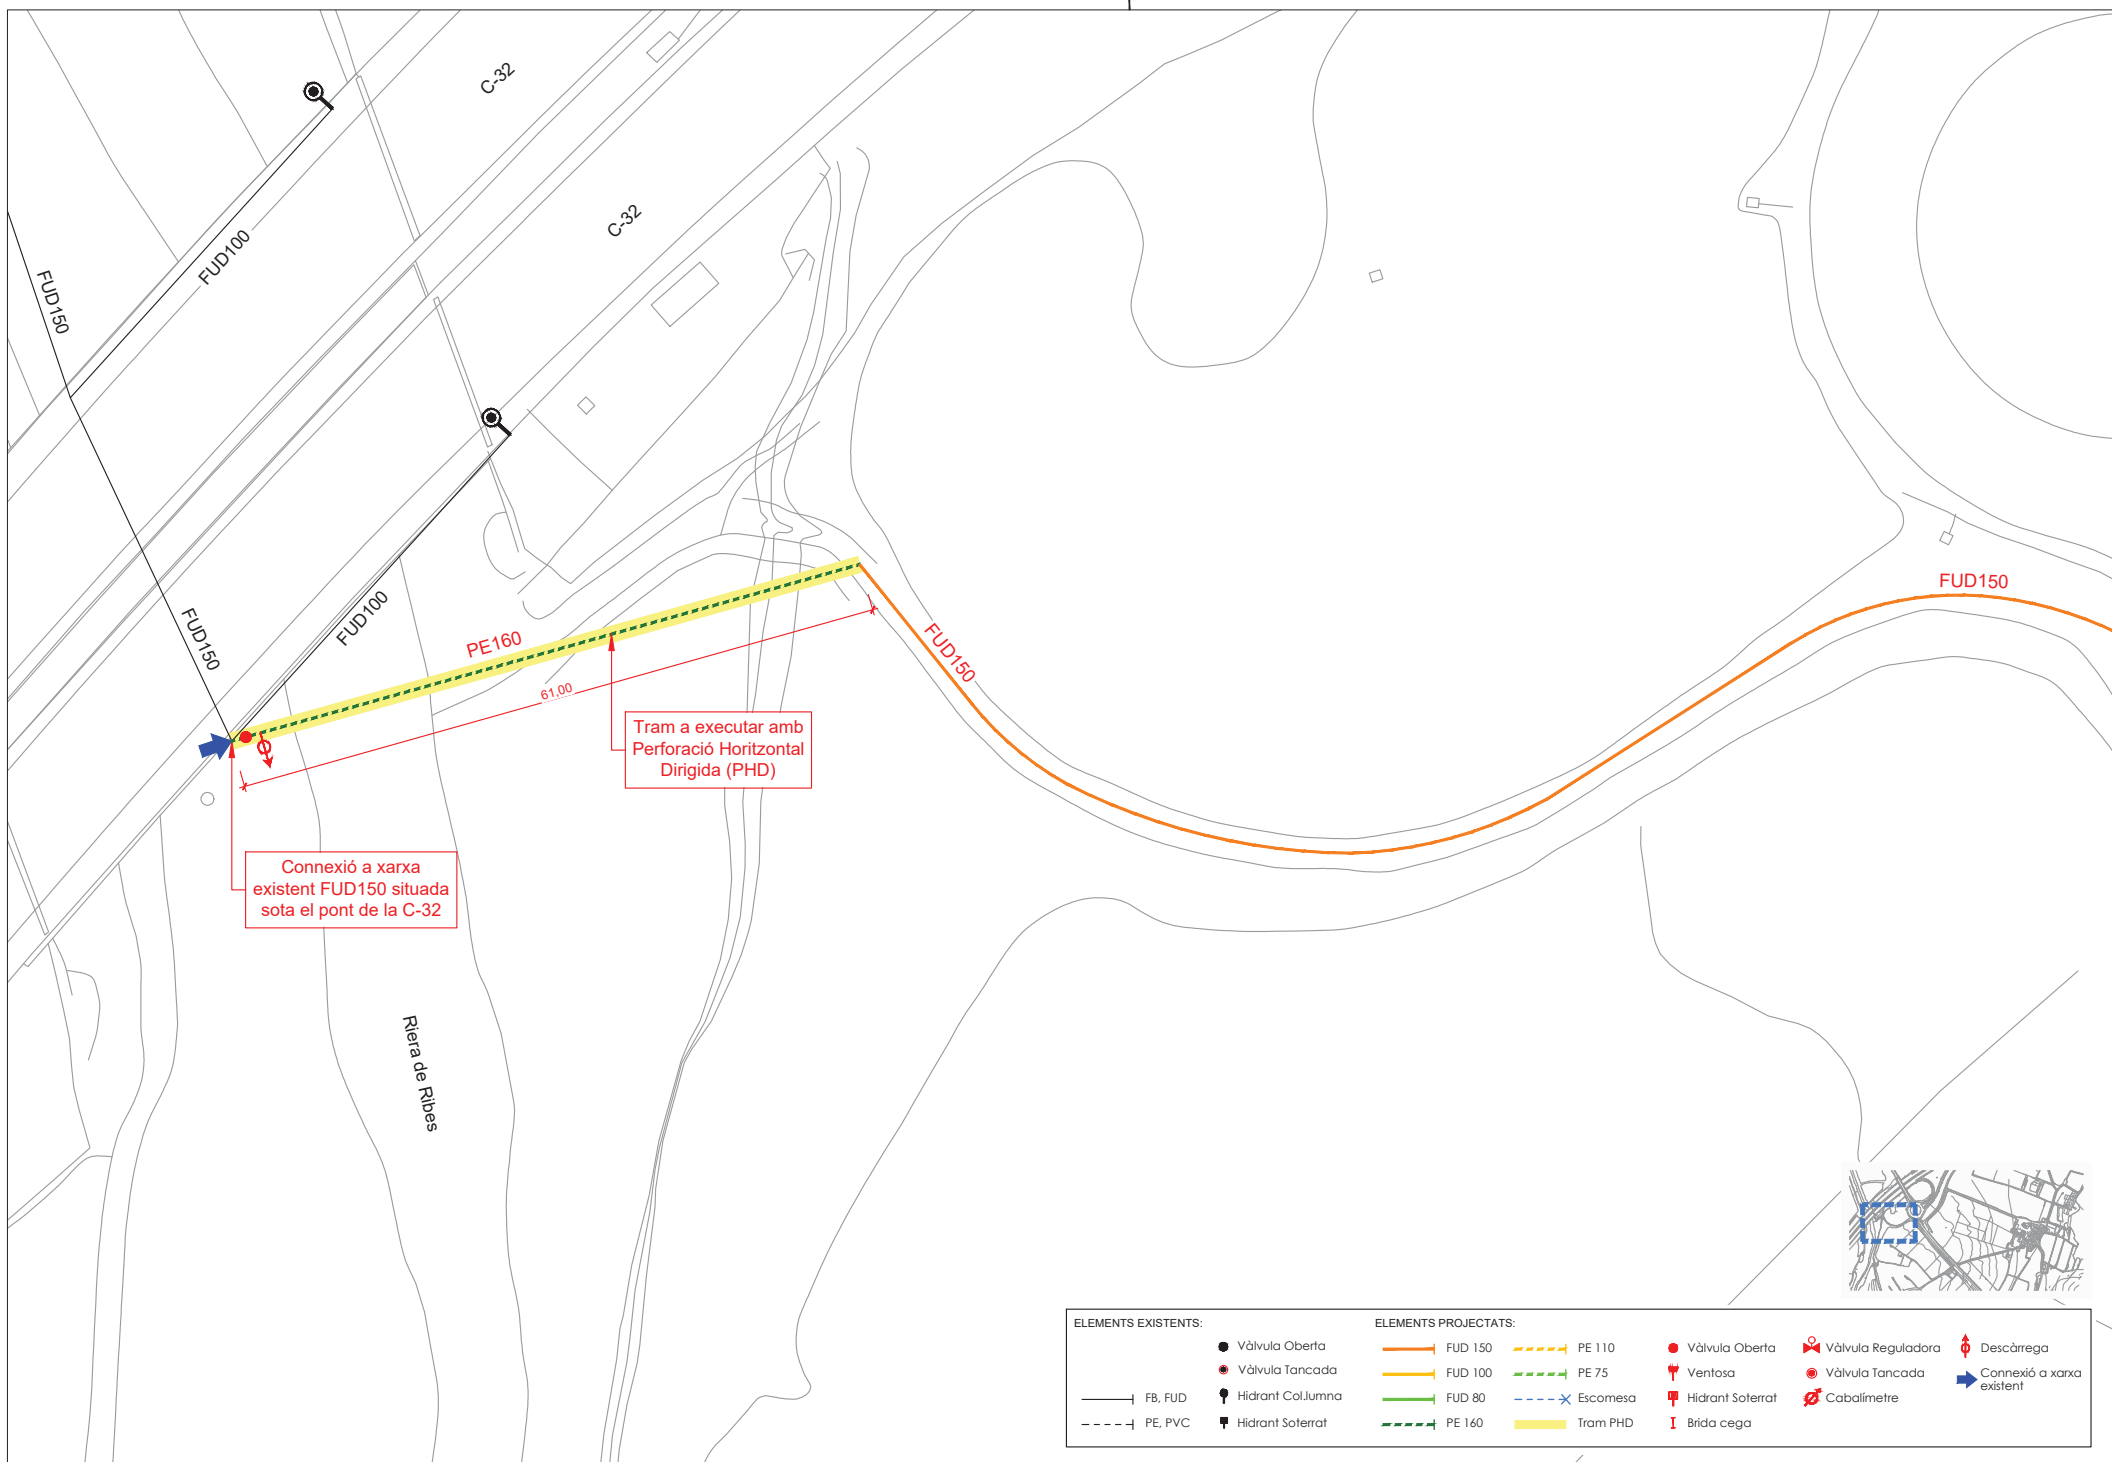 C-32
C-32
FUD100
FUD150
FUD150
FUD100
PE160
61,00
FUD150
FUD150
Tram a executar amb
Perforació Horitzontal
Dirigida (PHD)
Connexió a xarxa
existent FUD150 situada
sota el pont de la C-32
Riera de Ribes
ELEMENTS EXISTENTS:
Vàlvula Oberta
Vàlvula Tancada
FB, FUD
Hidrant Col.lumna
PE, PVC
Hidrant Soterrat
ELEMENTS PROJECTATS:
FUD 150
PE 110
Vàlvula Oberta
Vàlvula Reguladora
Descàrrega
FUD 100
PE 75
Ventosa
Vàlvula Tancada
Connexió a xarxa
existent
FUD 80
Escomesa
Hidrant Soterrat
Cabalímetre
PE 160
Tram PHD
Brida cega